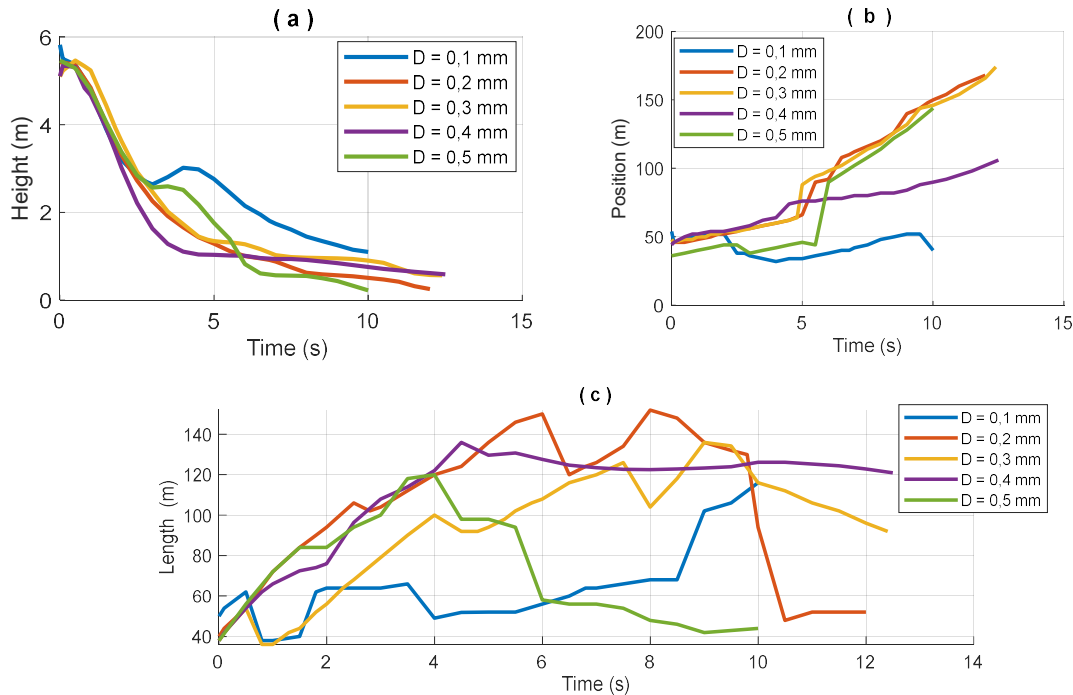 ( a )
Height (m)
6
4
2
0
0
5
10
15
Time (s)
D = 0,1 mm
D = 0,2 mm
D = 0,3 mm
D = 0,4 mm
D = 0,5 mm
( b )
Position (m)
200
150
100
50
0
0
5
10
15
Time (s)
D = 0,1 mm
D = 0,2 mm
D = 0,3 mm
D = 0,4 mm
D = 0,5 mm
( c )
Length (m)
140
120
100
80
60
40
0
2
4
6
8
10
12
14
Time (s)
D = 0,1 mm
D = 0,2 mm
D = 0,3 mm
D = 0,4 mm
D = 0,5 mm